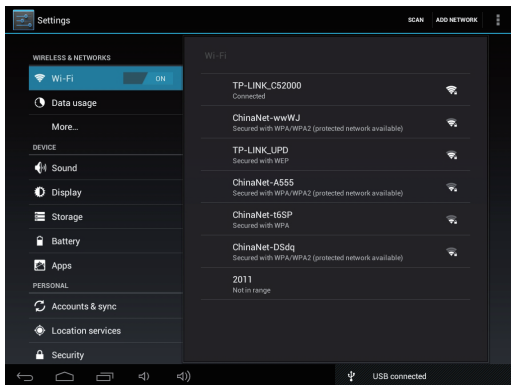 Settings
SCAN
ADD NETWORK
WIRELESS & NETWORKS
Wi-Fi
ON
Data usage
More...
DEVICE
Sound
Display
Storage
Battery
Apps
PERSONAL
Accounts & sync
Location services
Security
Wi-Fi
TP-LINK_C52000
Connected
ChinaNet-wwWJ
Secured with WPA/WPA2 (protected network available)
TP-LINK_UPD
Secured with WEP
ChinaNet-A555
Secured with WPA/WPA2 (protected network available)
ChinaNet-t6SP
Secured with WPA
ChinaNet-DSdq
Secured with WPA/WPA2 (protected network available)
2011
Not in range
USB connected